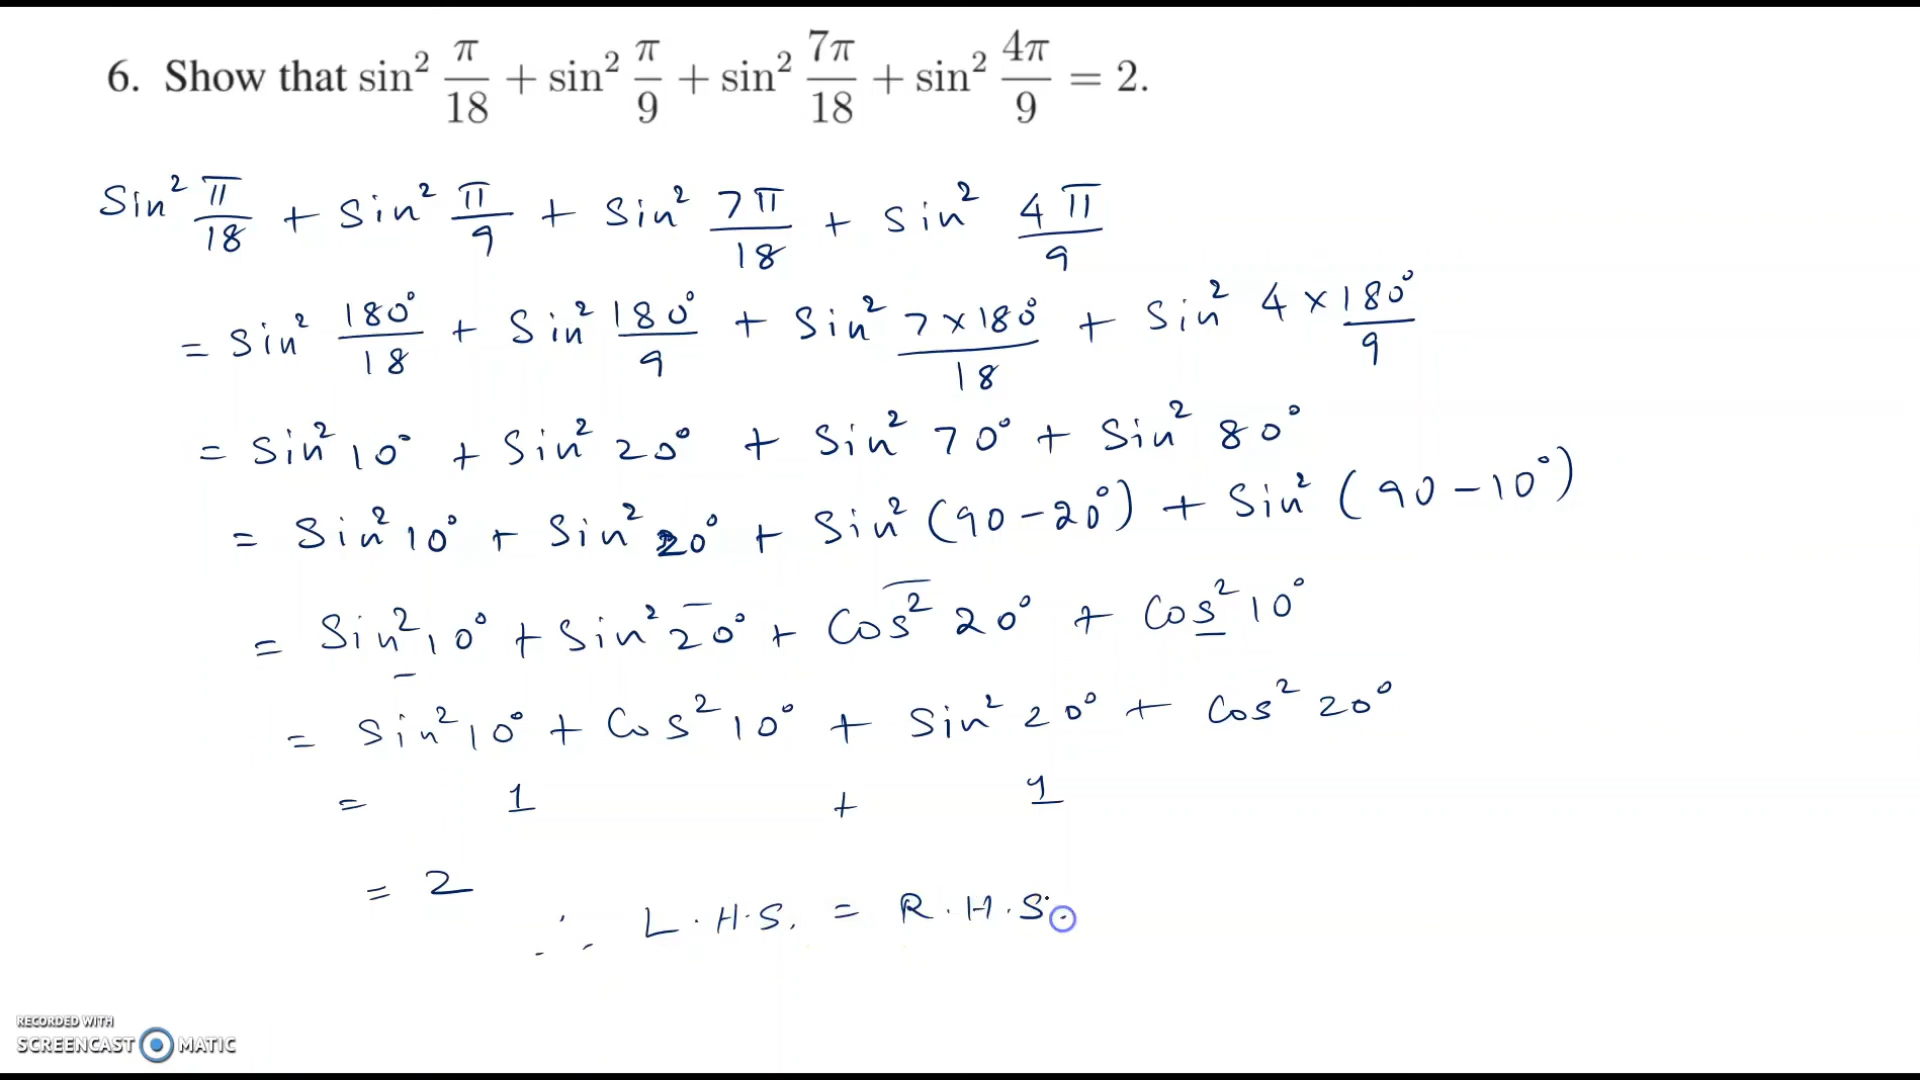 6. Show that sin² π/18 + sin² π/9 + sin² 7π/18 + sin² 4π/9 = 2.
Sin² π/18 + Sin² π/9 + Sin² 7π/18 + Sin² 4π/9
= Sin² 180°/18 + Sin² 180°/9 + Sin² 7×180°/18 + Sin² 4×180°/9
= Sin² 10° + Sin² 20° + Sin² 70° + Sin² 80°
= Sin² 10° + Sin² 20° + Sin² (90-20°) + Sin² (90-10°)
= Sin² 10° + Sin² 20° + Cos² 20° + Cos² 10°
= Sin² 10° + Cos² 10° + Sin² 20° + Cos² 20°
= 1 + 1
= 2
∴ L.H.S. = R.H.S.
RECORDED WITH
SCREENCAST MATIC